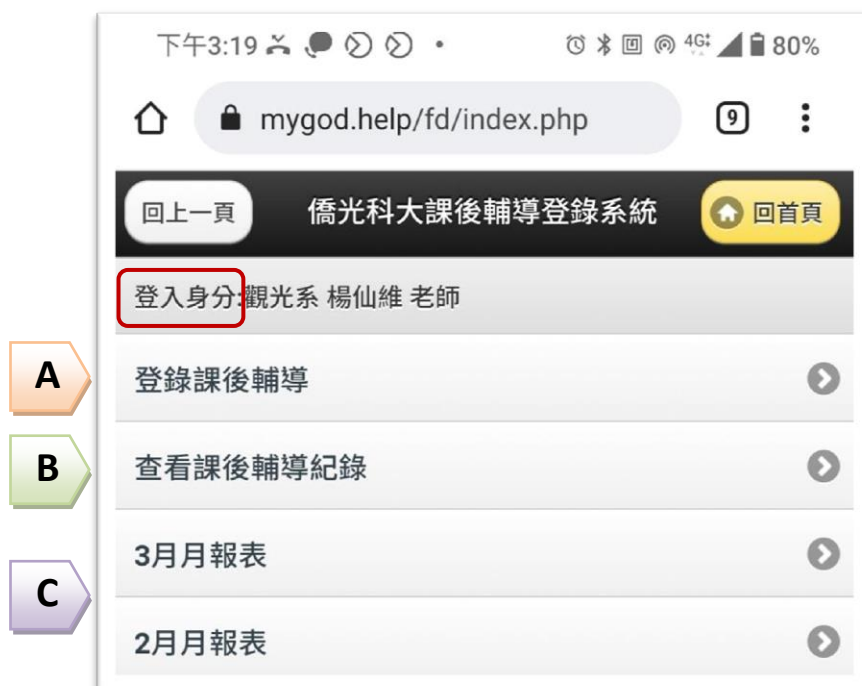 下午3:19 4G 80%
mygod.help/fd/index.php 9
回上一頁 僑光科大課後輔導登錄系統 回首頁
登入身分:觀光系 楊仙維 老師
A 登錄課後輔導
B 查看課後輔導紀錄
3月月報表
C
2月月報表